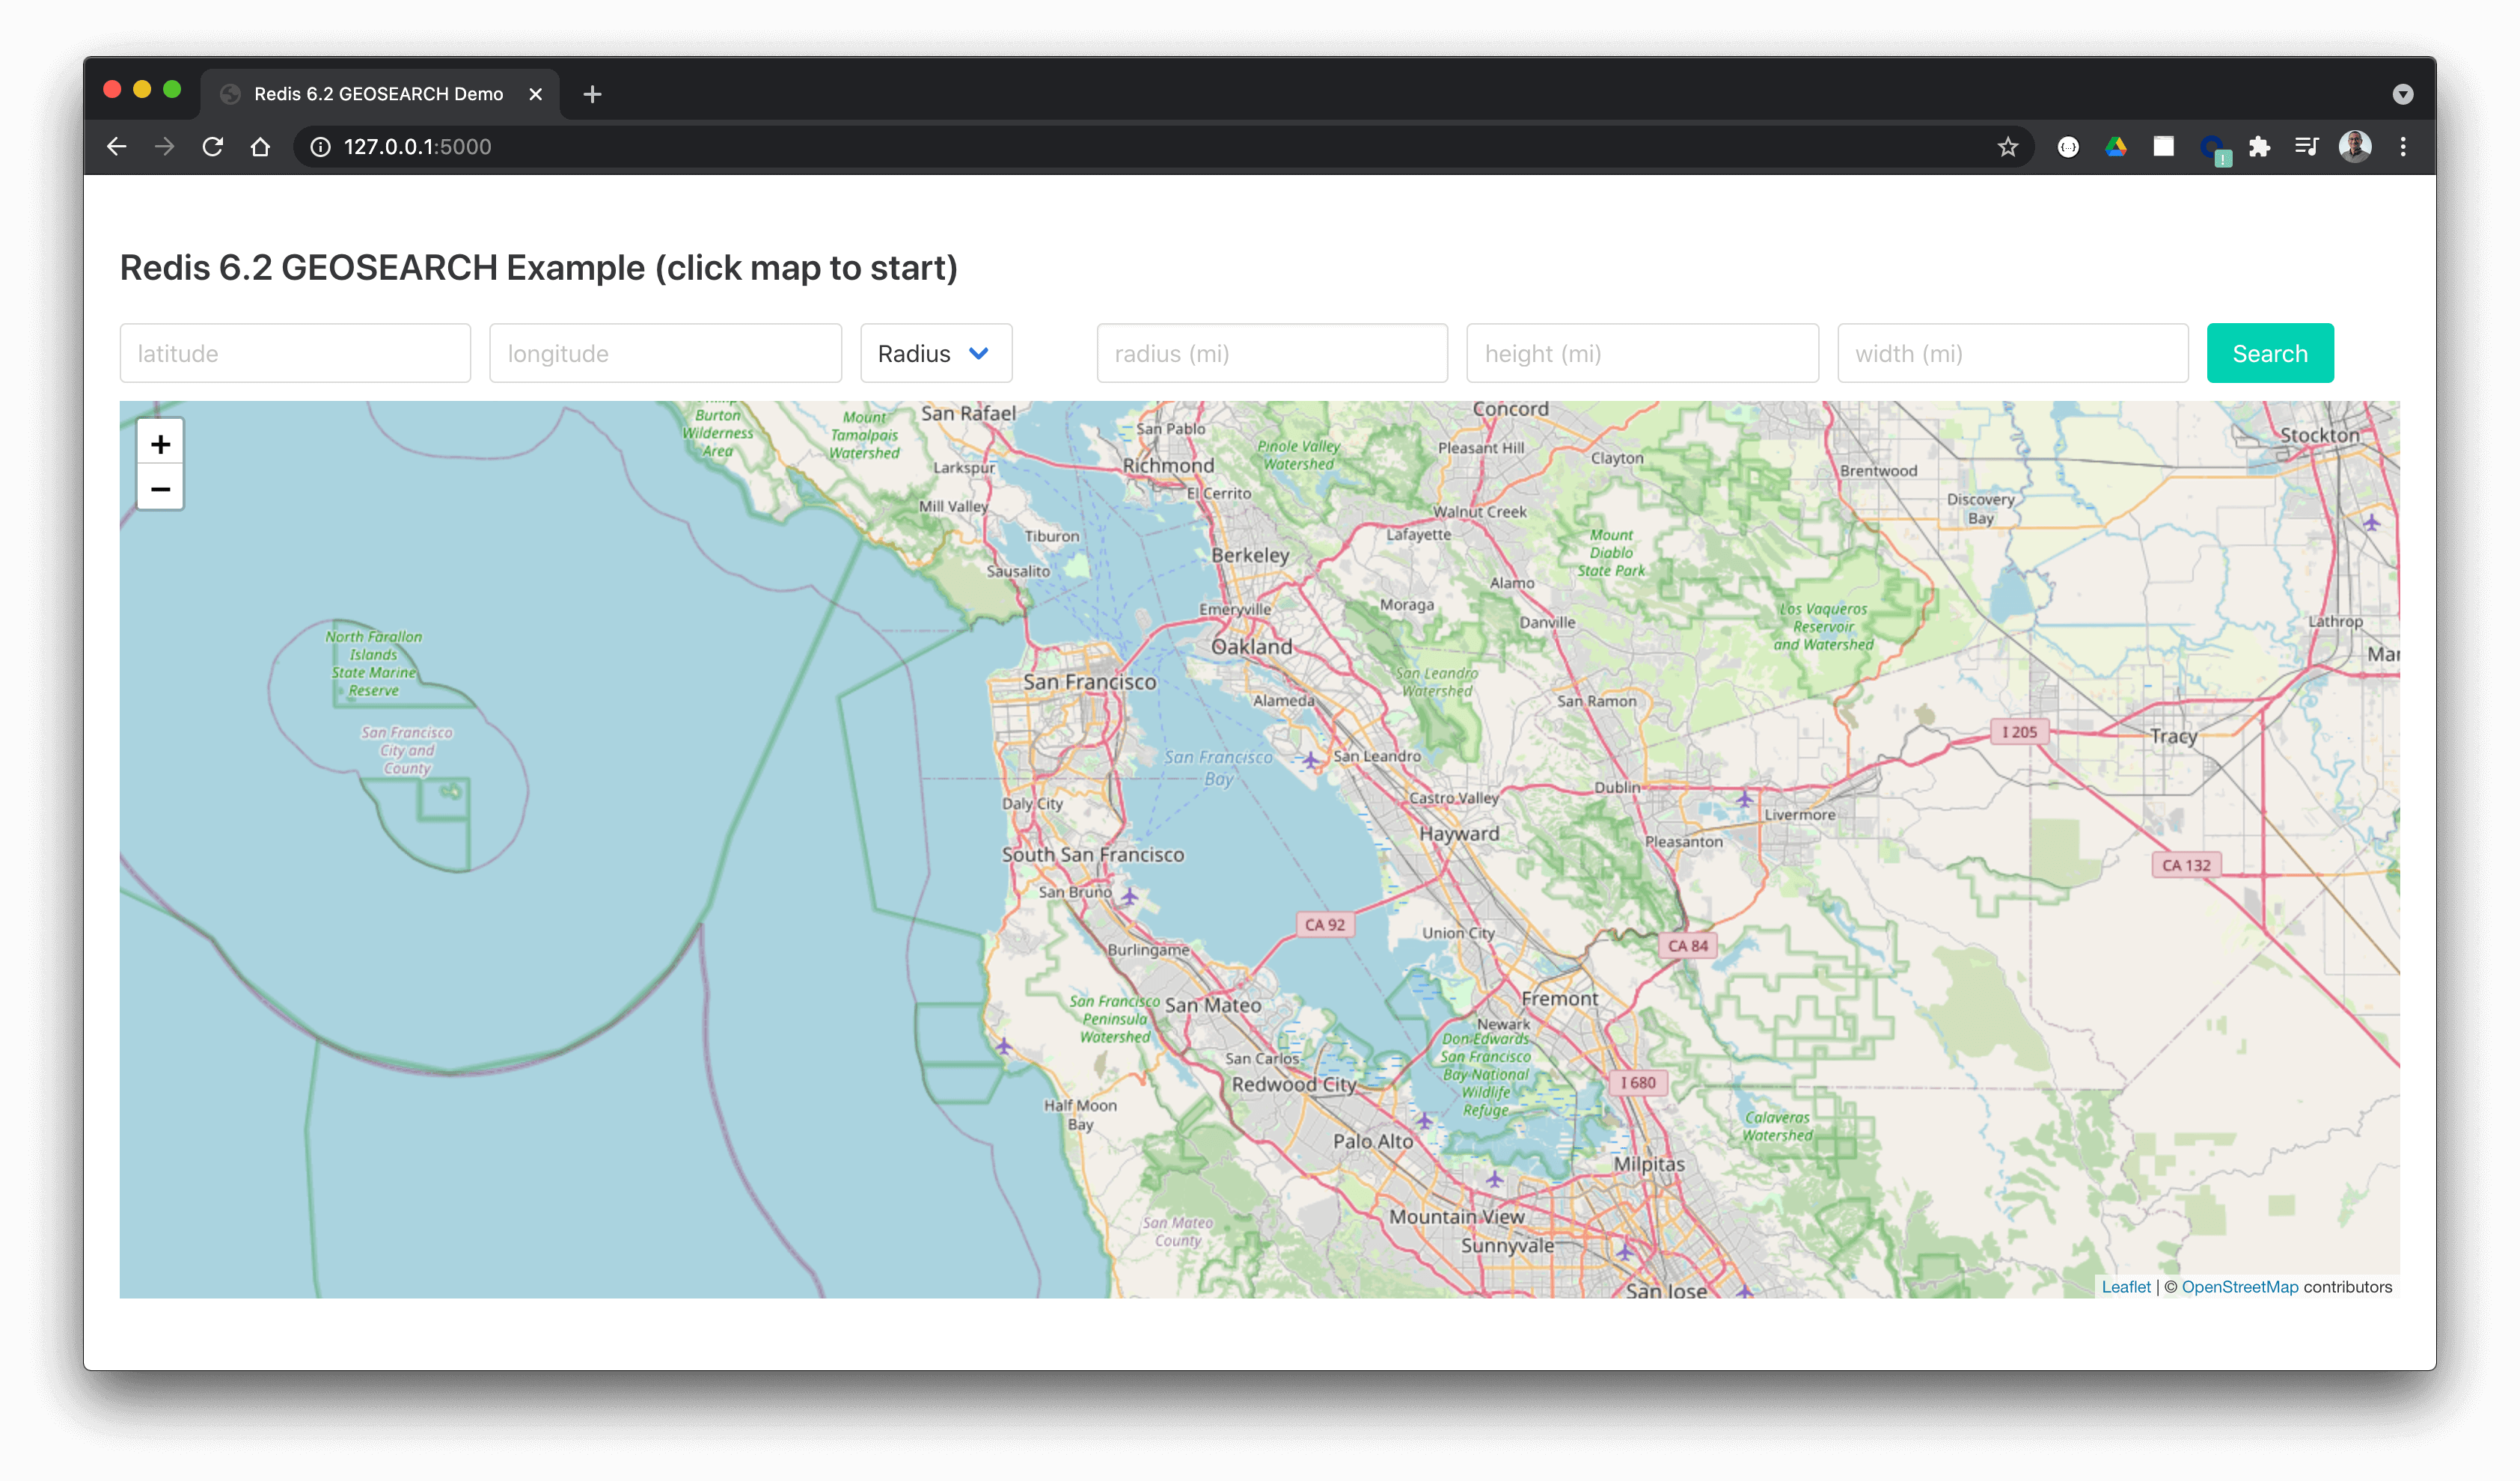 Redis 6.2 GEOSEARCH Demo
127.0.0.1:5000
Redis 6.2 GEOSEARCH Example (click map to start)
latitude
longitude
Radius
radius (mi)
height (mi)
width (mi)
Search
+
−
Burton
Wilderness
Area
Mount
Tamalpais
Watershed
San Rafael
San Pablo
Concord
Pinole Valley
Watershed
Pleasant Hill
Clayton
Stockton
Larkspur
Richmond
Brentwood
El Cerrito
Mill Valley
Walnut Creek
Discovery
Bay
Tiburon
Lafayette
Mount
Diablo
State Park
Berkeley
Sausalito
Alamo
Emeryville
Moraga
Danville
Los Vaqueros
Reservoir
and Watershed
Lathrop
North Farallon
Islands
State Marine
Reserve
Oakland
Mar
San Francisco
San Leandro
Watershed
Alameda
San Ramon
San Francisco
City and
County
I 205
Tracy
San Francisco
Bay
San Leandro
Dublin
Daly City
Castro Valley
Livermore
Hayward
Pleasanton
South San Francisco
CA 132
San Bruno
CA 92
Union City
CA 84
Burlingame
San Francisco
Peninsula
Watershed
San Mateo
Fremont
Newark
Don Edwards
San Francisco
Bay National
Wildlife
Refuge
San Carlos
Redwood City
I 680
Half Moon
Bay
Calaveras
Watershed
Palo Alto
Milpitas
San Mateo
County
Mountain View
Sunnyvale
San Jose
Leaflet | © OpenStreetMap contributors